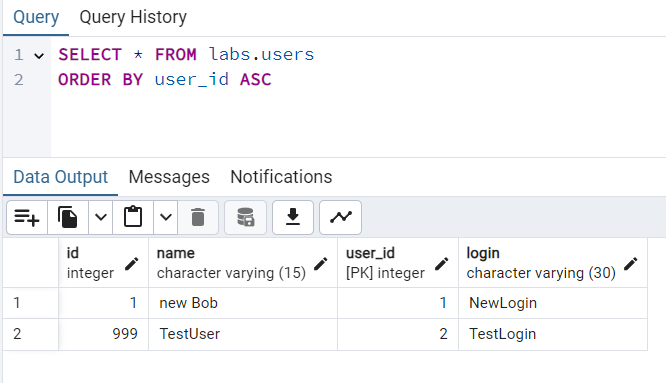 Query Query History
1 SELECT * FROM labs.users
2 ORDER BY user_id ASC
Data Output Messages Notifications
id name user_id login
integer character varying (15) [PK] integer character varying (30)
1 1 new Bob 1 NewLogin
2 999 TestUser 2 TestLogin